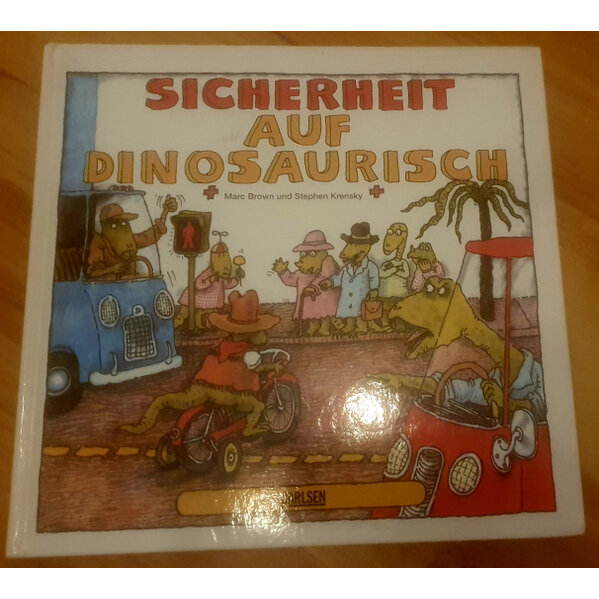 SICHERHEIT
AUF
DINOSAURISCH
Marc Brown und Stephen Krensky